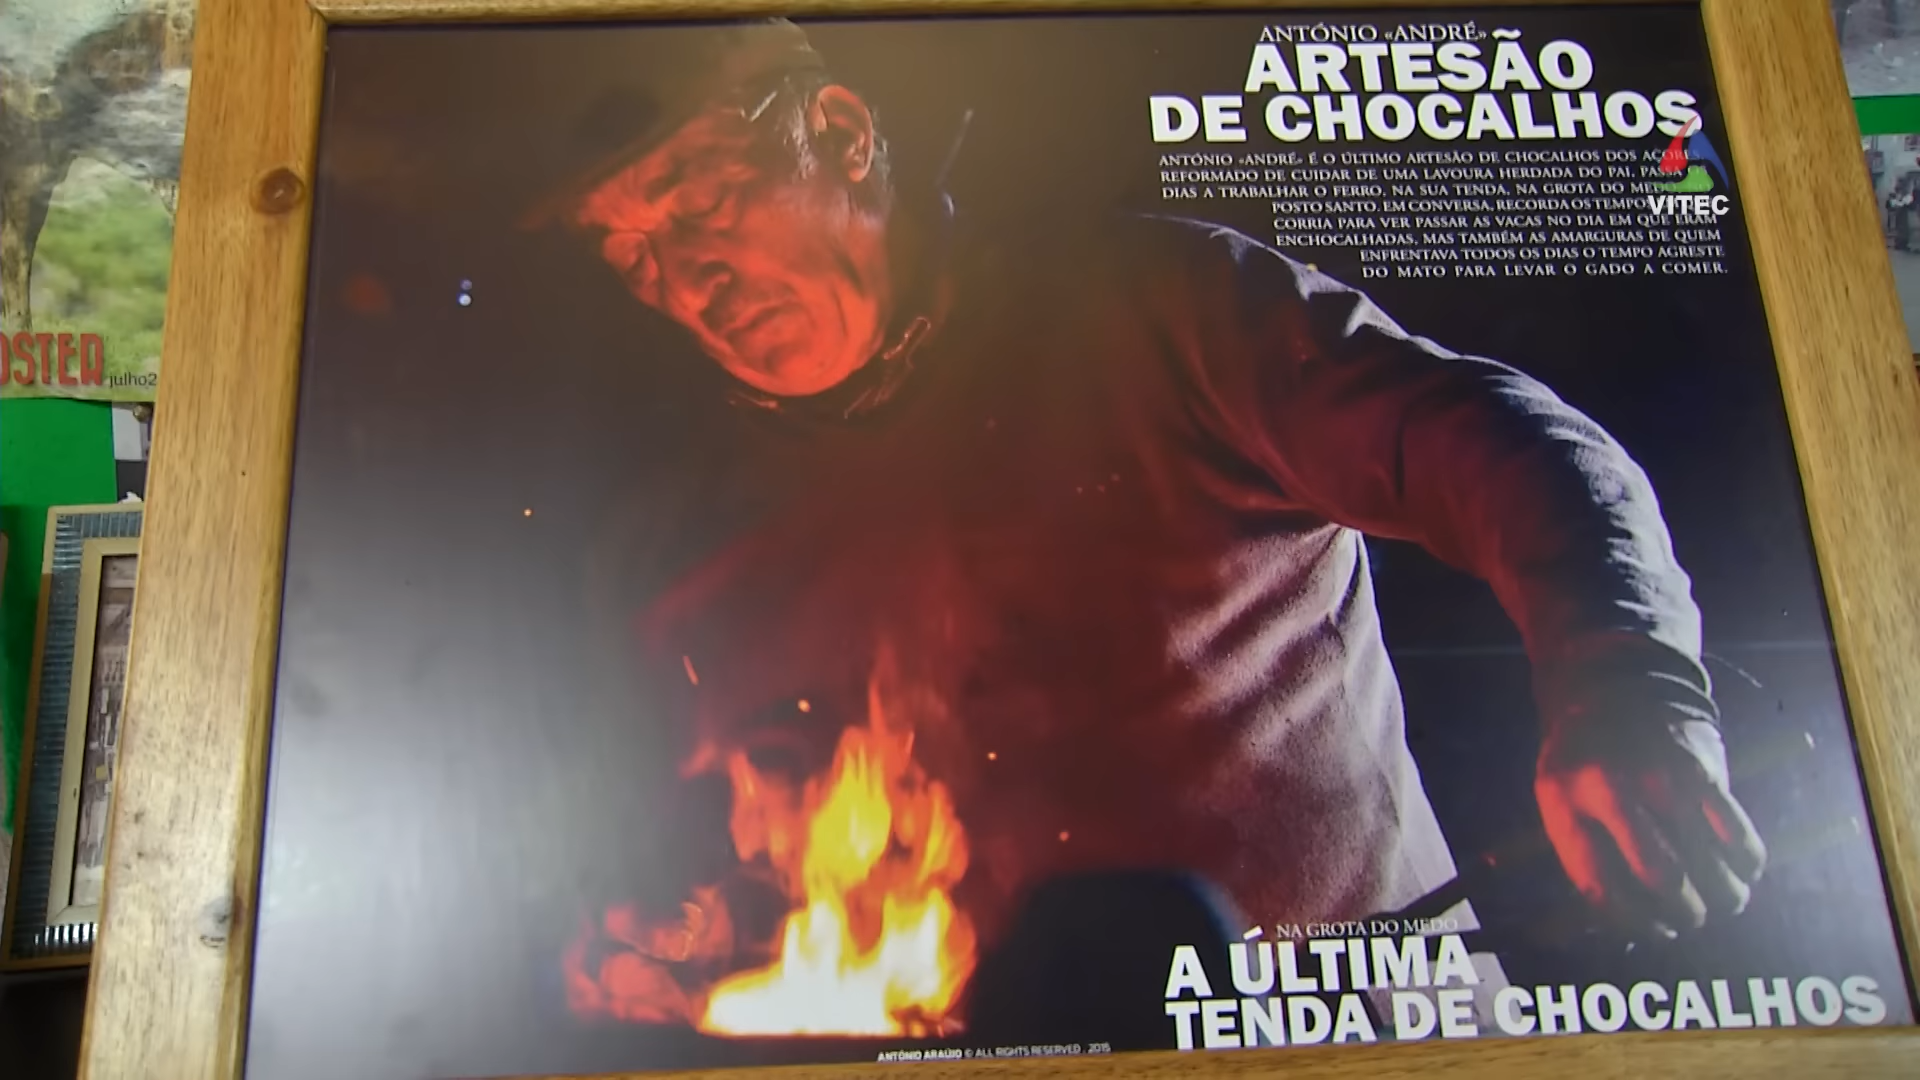 ANTÓNIO «ANDRÉ»
ARTESÃO
DE CHOCALHOS
ANTÓNIO «ANDRÉ» É O ÚLTIMO ARTESÃO DE CHOCALHOS DOS AÇORES.
REFORMADO DE CUIDAR DE UMA LAVOURA HERDADA DO PAI, PASSA OS
DIAS A TRABALHAR O FERRO, NA SUA TENDA, NA GROTA DO MEDO, NO
POSTO SANTO. EM CONVERSA, RECORDA OS TEMPOS
CORRIA PARA VER PASSAR AS VACAS NO DIA EM QUE ERAM
ENCHOCALHADAS, MAS TAMBÉM AS AMARGURAS DE QUEM
ENFRENTAVA TODOS OS DIAS O TEMPO AGRESTE
DO MATO PARA LEVAR O GADO A COMER.
VITEC
OSTER julho2
NA GROTA DO MEDO
A ÚLTIMA
TENDA DE CHOCALHOS
ANTÓNIO ARAÚJO © ALL RIGHTS RESERVED . 2015